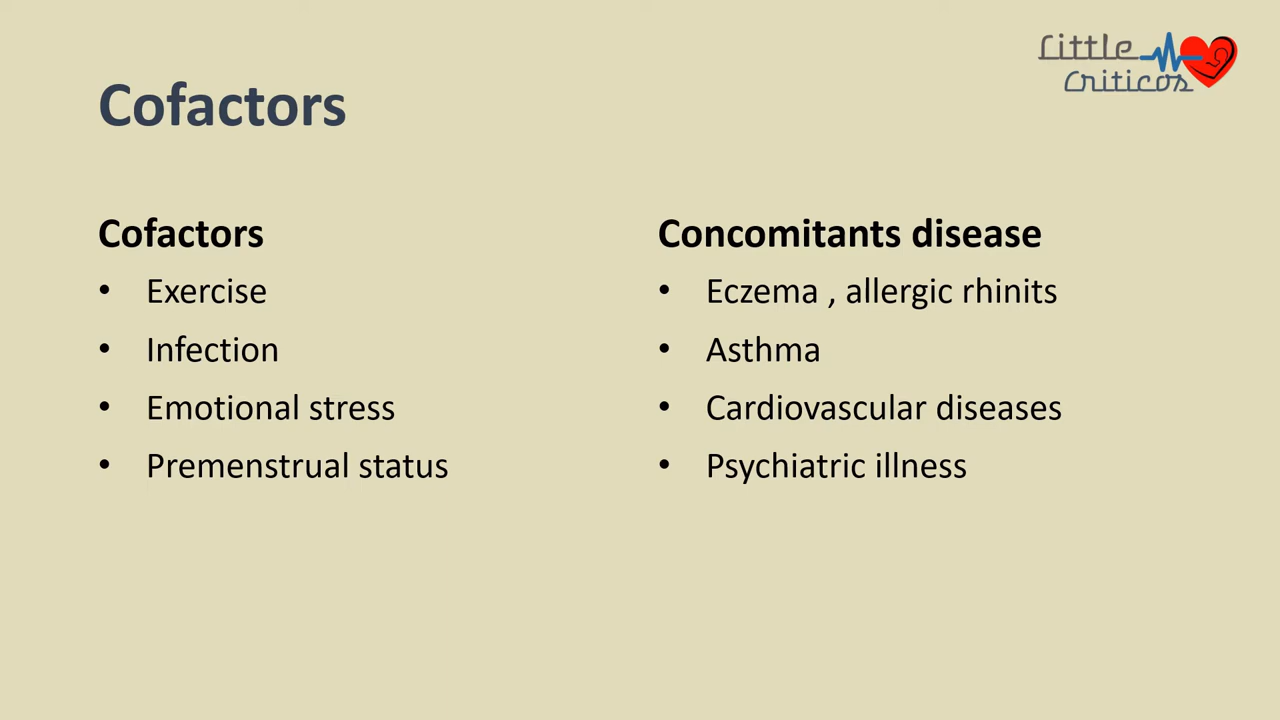 Little
Criticos
Cofactors
Cofactors
• Exercise
• Infection
• Emotional stress
• Premenstrual status
Concomitants disease
• Eczema , allergic rhinits
• Asthma
• Cardiovascular diseases
• Psychiatric illness